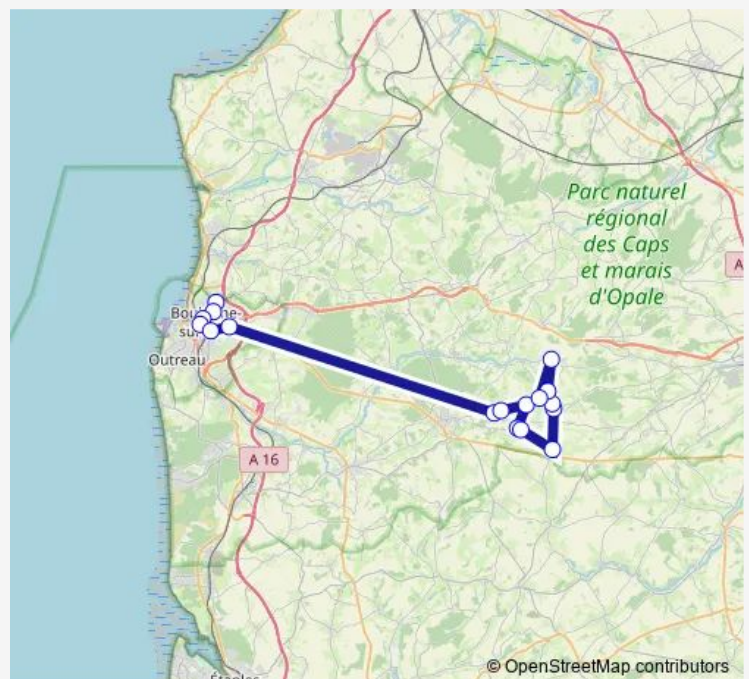 Parc naturel
régional
des Caps
et marais
d'Opale
A
Outreau
A 16
© OpenStreetMap contributors